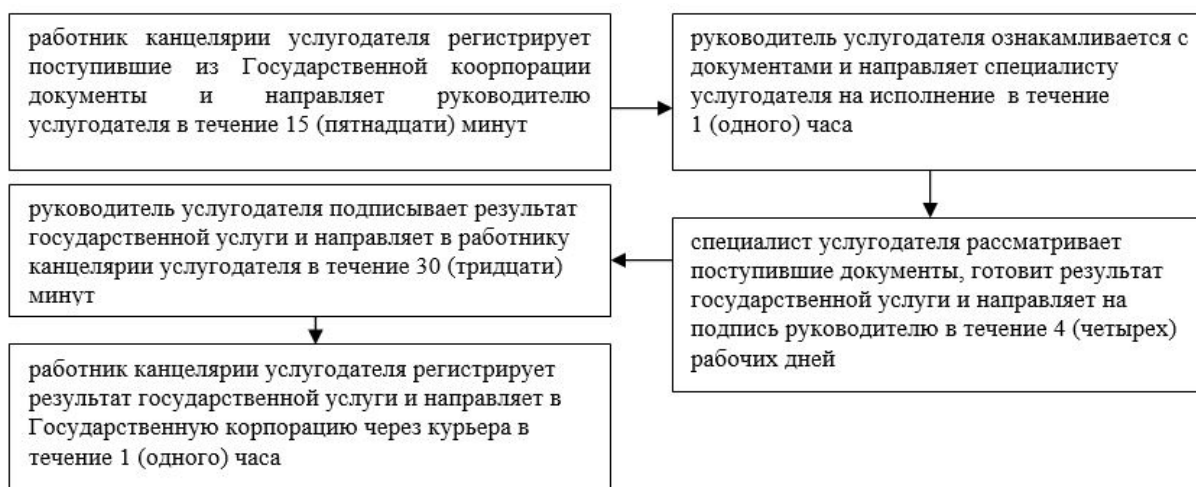 работник канцелярии услугодателя регистрирует
поступившие из Государственной коорпорации
документы и направляет руководителю
услугодателя в течение 15 (пятнадцати) минут
руководитель услугодателя ознакамливается с
документами и направляет специалисту
услугодателя на исполнение в течение
1 (одного) часа
специалист услугодателя рассматривает
поступившие документы, готовит результат
государственной услуги и направляет на
подпись руководителю в течение 4 (четырех)
рабочих дней
руководитель услугодателя подписывает результат
государственной услуги и направляет в работнику
канцелярии услугодателя в течение 30 (тридцати)
минут
работник канцелярии услугодателя регистрирует
результат государственной услуги и направляет в
Государственную корпорацию через курьера в
течение 1 (одного) часа